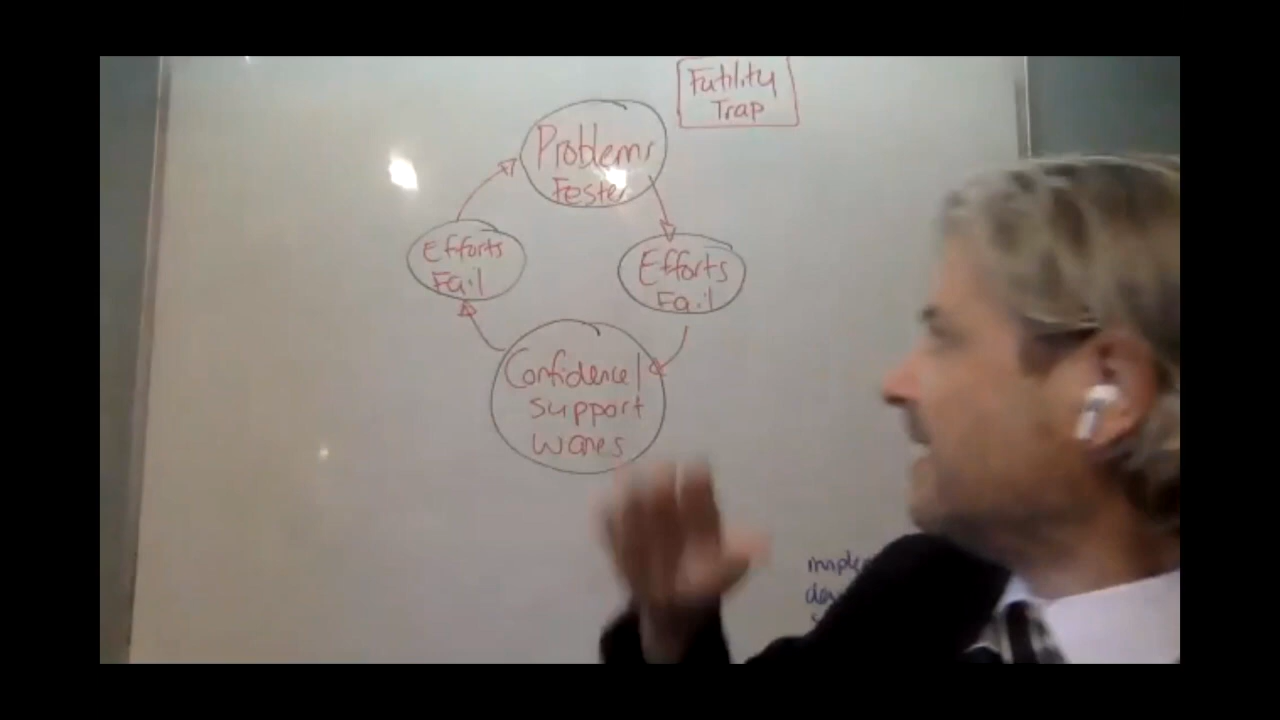 Futility
Trap
Problems
Fester
Efforts
Fail
Efforts
Fail
Confidence/
support
wanes